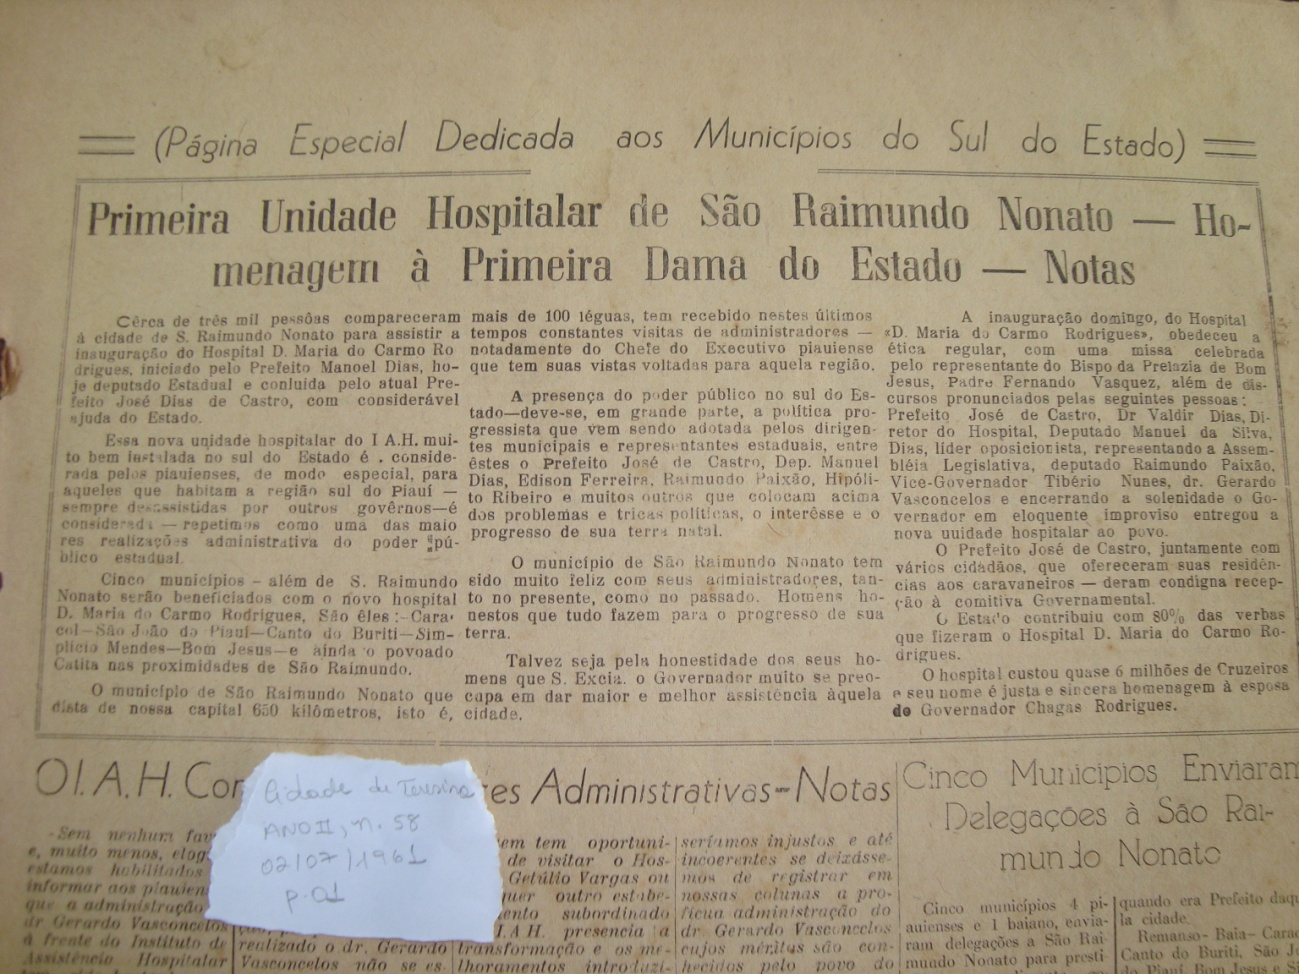 (Página Especial Dedicada aos Municípios do Sul do Estado)
Primeira Unidade Hospitalar de São Raimundo Nonato — Ho-
menagem à Primeira Dama do Estado — Notas
Cêrca de três mil pessôas compareceram
à cidade de S. Raimundo Nonato para assistir a
inauguração do Hospital D. Maria do Carmo Ro
drigues, iniciado pelo Prefeito Manoel Dias, ho-
je deputado Estadual e conluida pelo atual Pre-
feito José Dias de Castro, com considerável
ajuda do Estado.
Essa nova unidade hospitalar do I A.H. mui-
to bem instalada no sul do Estado é . conside-
rada pelos piauienses, de modo especial, para
aqueles que habitam a região sul do Piauí —
sempre desassistidas por outros govêrnos—é
considerada — repetimos como uma das maio
res realizações administrativa do poder pú-
blico estadual.
Cinco municípios – além de S. Raimundo
Nonato serão beneficiados com o novo hospital
D. Maria do Carmo Rodrigues, São êles:-Cara-
col—São João do Piauí—Canto do Buriti—Sim-
plício Mendes—Bom Jesus—e ainda o povoado
Catita nas proximidades de São Raimundo.
O município de São Raimundo Nonato que
dista de nossa capital 650 kilômetros, isto é,
mais de 100 léguas, tem recebido nestes últimos
tempos constantes visitas de administradores —
notadamente do Chefe do Executivo piauiense
que tem suas vistas voltadas para aquela região.
A presença do poder público no sul do Es-
tado—deve-se, em grande parte, a política pro-
gressista que vem sendo adotada pelos dirigen-
tes municipais e representantes estaduais, entre
êstes o Prefeito José de Castro, Dep. Manuel
Dias, Edison Ferreira, Raimundo Paixão, Hipóli-
to Ribeiro e muitos outros que colocam acima
dos problemas e tricas políticas, o interêsse e o
progresso de sua terra natal.
O município de São Raimundo Nonato tem
sido muito feliz com seus administradores, tan-
to no presente, como no passado. Homens ho-
nestos que tudo fazem para o progresso de sua
terra.
Talvez seja pela honestidade dos seus ho-
mens que S. Excia. o Governador muito se preo-
cupa em dar maior e melhor assistência àquela
cidade.
A inauguração domingo, do Hospital
«D. Maria do Carmo Rodrigues», obedeceu a
ética regular, com uma missa celebrada
pelo representante do Bispo da Prelazia de Bom
Jesus, Padre Fernando Vasquez, além de dis-
cursos pronunciados pelas seguintes pessoas:
Prefeito José de Castro, Dr Valdir Dias, Di-
retor do Hospital, Deputado Manuel da Silva,
Dias, líder oposicionista, representando a Assem-
bléia Legislativa, deputado Raimundo Paixão,
Vice-Governador Tibério Nunes, dr. Gerardo
Vasconcelos e encerrando a solenidade o Go-
vernador em eloquente improviso entregou a
nova uuidade hospitalar ao povo.
O Prefeito José de Castro, juntamente com
vários cidadãos, que ofereceram suas residên-
cias aos caravaneiros — deram condigna recep-
ção à comitiva Governamental.
O Estado contribuiu com 80% das verbas
que fizeram o Hospital D. Maria do Carmo Ro-
drigues.
O hospital custou quase 6 milhões de Cruzeiros
e seu nome é justa e sincera homenagem à esposa
do Governador Chagas Rodrigues.
O I. A. H. Con
res Administrativas – Notas
Cidade de Teresina
ANO II, n. 58
02/07/1961
p. 01
Sem nenhum fav
e, muito menos, elog
estamos habilitados
informar aos piauien
que a administração
dr Gerardo Vasconcelos
à frente do Instituto de
Assistência Hospitalar
realizado o dr. Gerardo
Vasconcelos não se es
em tem oportuni-
de visitar o Hos-
Getúlio Vargas ou
quer outro estabe-
ento subordinado
I.A H. presencia a
transformação e os me-
lhoramentos introduzi-
seríamos injustos e até
incoerentes se deixásse-
mos de registrar em
nossas colunas a pro-
fícua administração do
dr Gerardo Vasconcelos
cujos méritos são con-
hecidos pelo povo do
Cinco Municípios Enviaram
Delegações à São Rai-
mundo Nonato
Cinco municípios 4 pi-
auienses e 1 baiano, envia-
ram delegações a São Rai-
mundo Nonato para presti-
quando era Prefeito daqu
la cidade.
Remanso- Baia- Carac
Canto do Buriti, São Jo